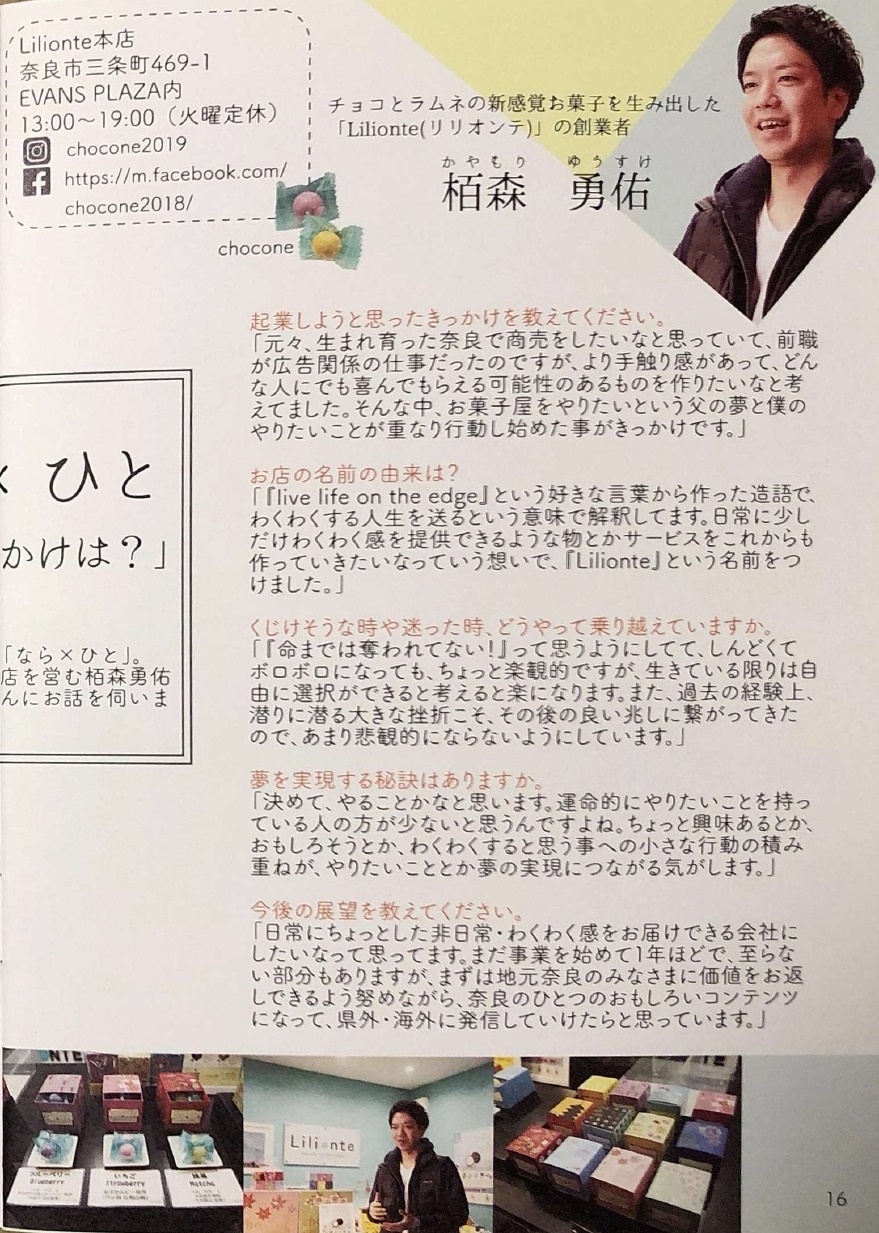 Lilionte本店
奈良市三条町469-1
EVANS PLAZA内
13:00～19:00（火曜定休）
chocone2019
https://m.facebook.com/
chocone2018/
chocone
チョコとラムネの新感覚お菓子を生み出した
「Lilionte(リリオンテ)」の創業者
かやもり ゆうすけ
栢森 勇佑
× ひと
かけは？」
「なら×ひと」。
店を営む栢森勇佑
んにお話を伺いま
起業しようと思ったきっかけを教えてください。
「元々、生まれ育った奈良で商売をしたいなと思っていて、前職
が広告関係の仕事だったのですが、より手触り感があって、どん
な人にでも喜んでもらえる可能性のあるものを作りたいなと考
えてました。そんな中、お菓子屋をやりたいという父の夢と僕の
やりたいことが重なり行動し始めた事がきっかけです。」
お店の名前の由来は？
「『live life on the edge』という好きな言葉から作った造語で、
わくわくする人生を送るという意味で解釈してます。日常に少し
だけわくわく感を提供できるような物とかサービスをこれからも
作っていきたいなっていう想いで、『Lilionte』という名前をつ
けました。」
くじけそうな時や迷った時、どうやって乗り越えていますか。
「『命までは奪われてない！』って思うようにしてて、しんどくて
ボロボロになっても、ちょっと楽観的ですが、生きている限りは自
由に選択ができると考えると楽になります。また、過去の経験上、
潜りに潜る大きな挫折こそ、その後の良い兆しに繋がってきた
ので、あまり悲観的にならないようにしています。」
夢を実現する秘訣はありますか。
「決めて、やることかなと思います。運命的にやりたいことを持っ
ている人の方が少ないと思うんですよね。ちょっと興味あるとか、
おもしろそうとか、わくわくすると思う事への小さな行動の積み
重ねが、やりたいこととか夢の実現につながる気がします。」
今後の展望を教えてください。
「日常にちょっとした非日常・わくわく感をお届けできる会社に
したいなって思ってます。まだ事業を始めて1年ほどで、至らな
い部分もありますが、まずは地元奈良のみなさまに価値をお返
しできるよう努めながら、奈良のひとつのおもしろいコンテンツ
になって、県外・海外に発信していけたらと思っています。」
ブルーベリー
Blueberry
いちご
Strawberry
抹茶
Matcha
Lilionte
16